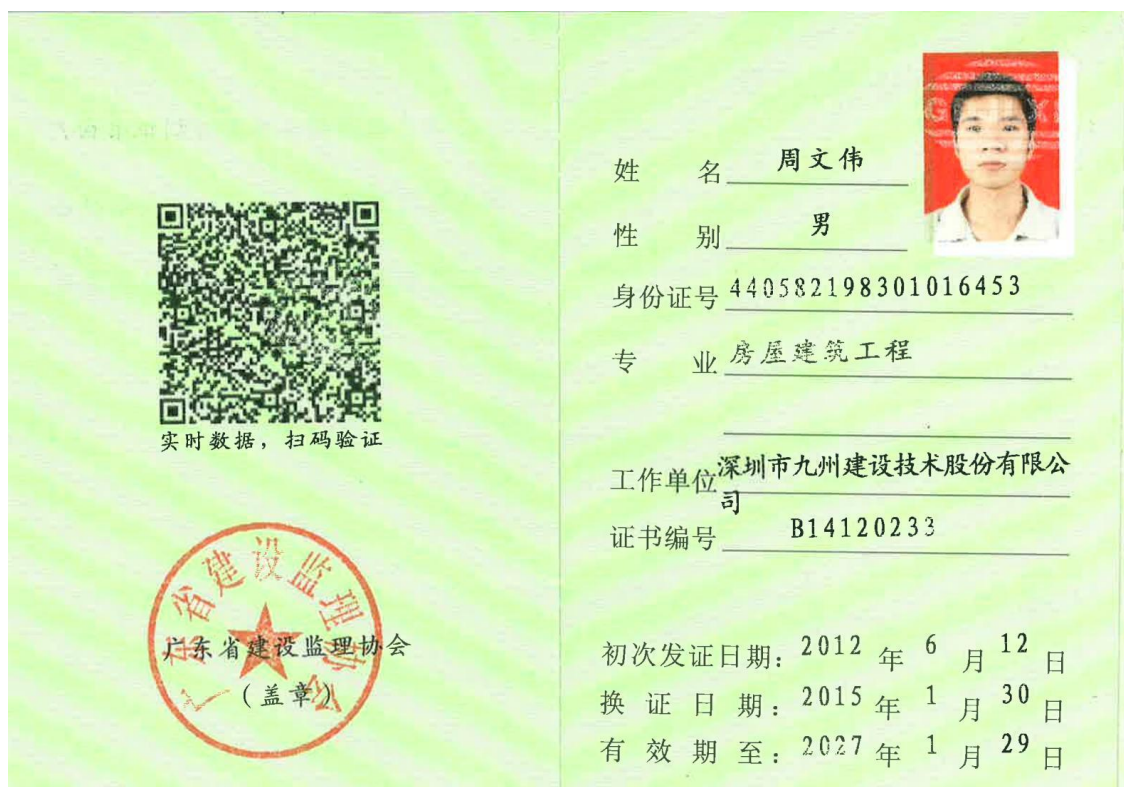 姓 名 周文伟
性 别 男
身份证号 440582198301016453
专 业 房屋建筑工程
工作单位 深圳市九州建设技术股份有限公
司
证书编号 B14120233
初次发证日期：2012 年 6 月 12 日
换 证 日 期：2015 年 1 月 30 日
有 效 期 至：2027 年 1 月 29 日
实时数据，扫码验证
广东省建设监理协会
广东省建设监理协会
（盖章）